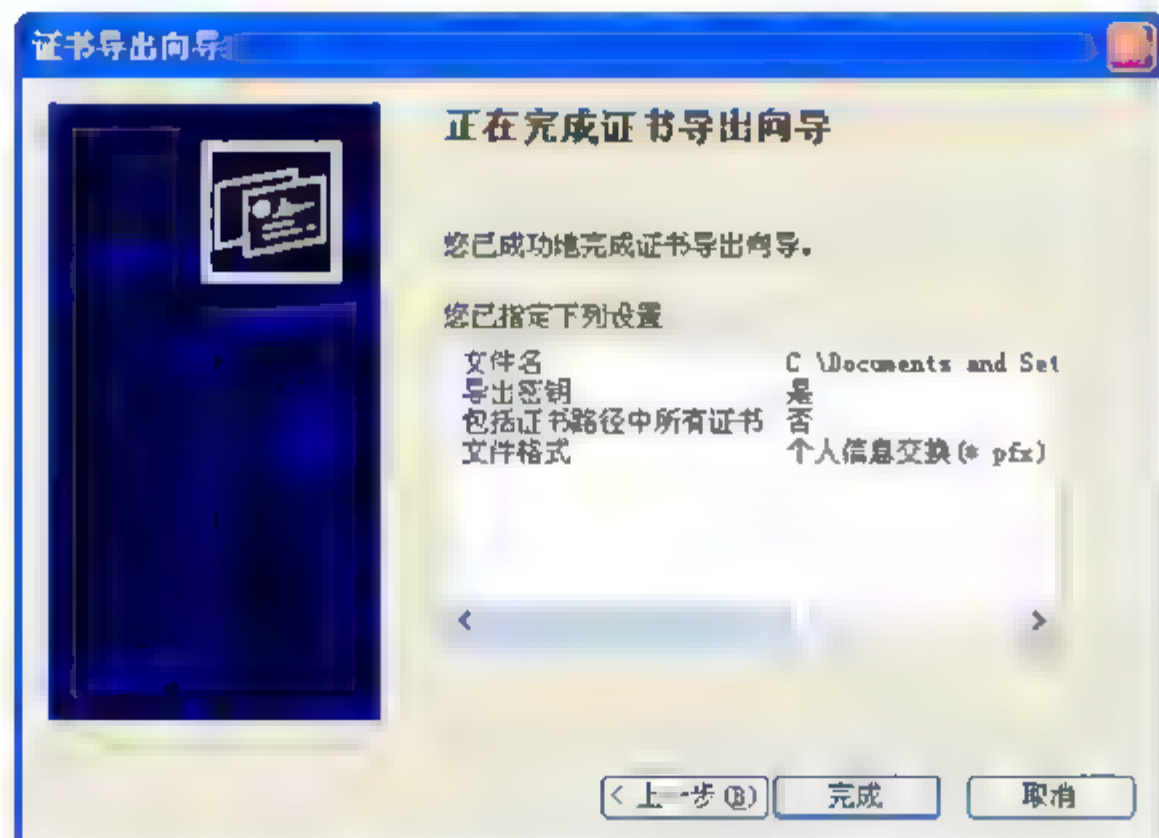 证书导出向导
正在完成证书导出向导
您已成功地完成证书导出向导。
您已指定下列设置
文件名 C \Documents and Set
导出密钥 是
包括证书路径中所有证书 否
文件格式 个人信息交换(* pfx)
< 上一步(B) 完成 取消